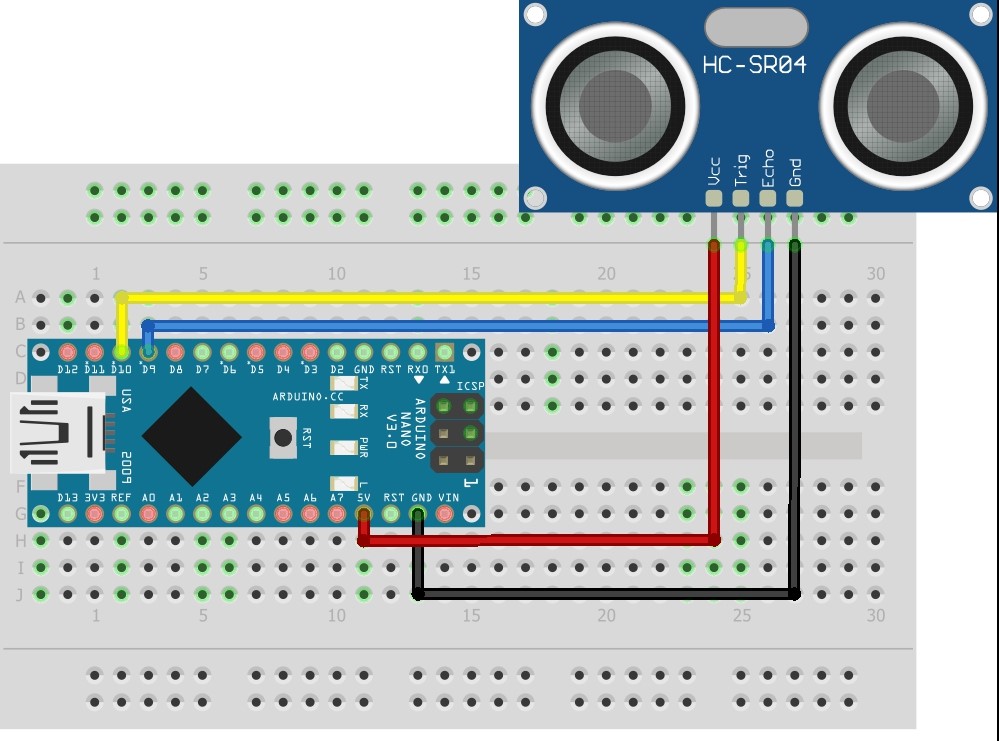 HC-SR04
Vcc Trig Echo Gnd
1 5 10 15 20 25 30
A
B
C
D12 D11 D10 D9 D8 D7 D6 D5 D4 D3 D2 GND RST RX0 TX1
D
ICSP
USA
ARDUINO.CC
TX
RX
RST
PWR
L
ARDUINO
NANO
V3.0
2009
1
F
D13 3V3 REF A0 A1 A2 A3 A4 A5 A6 A7 5V RST GND VIN
G
H
I
J
1 5 10 15 20 25 30